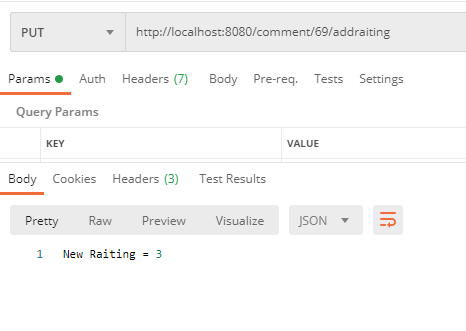 PUT http://localhost:8080/comment/69/addraiting
Params Auth Headers (7) Body Pre-req. Tests Settings
Query Params
KEY VALUE
Body Cookies Headers (3) Test Results
Pretty Raw Preview Visualize JSON
1 New Raiting = 3